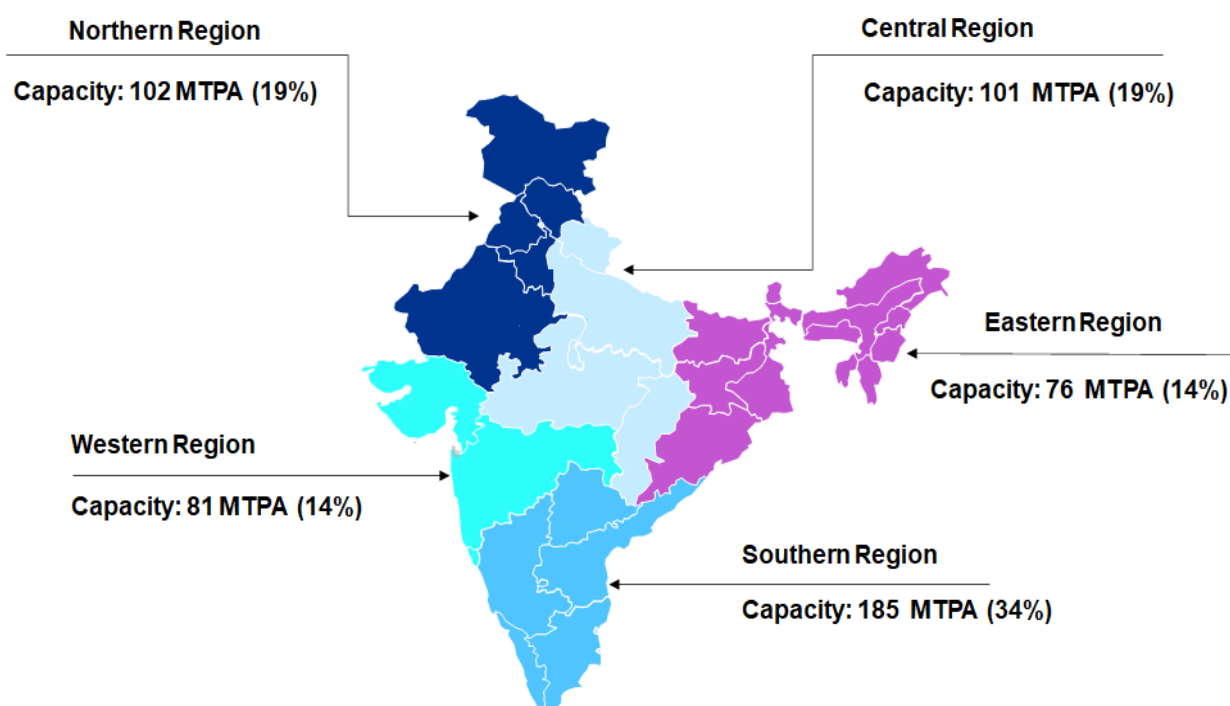 Northern Region
Capacity: 102 MTPA (19%)
Central Region
Capacity: 101 MTPA (19%)
Eastern Region
Capacity: 76 MTPA (14%)
Western Region
Capacity: 81 MTPA (14%)
Southern Region
Capacity: 185 MTPA (34%)